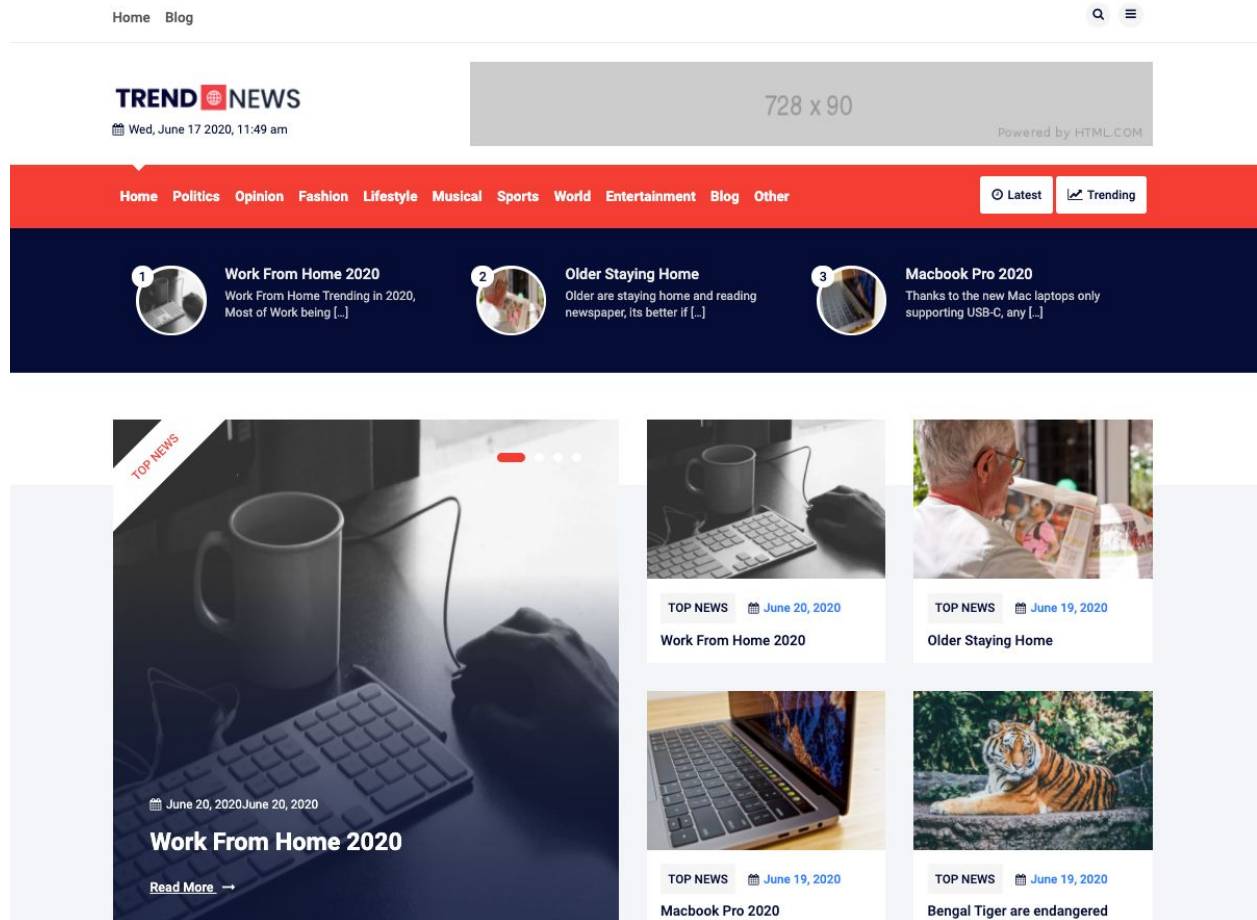 Home Blog
TREND NEWS
Wed, June 17 2020, 11:49 am
728 x 90
Powered by HTML.COM
Home Politics Opinion Fashion Lifestyle Musical Sports World Entertainment Blog Other
Latest Trending
1
Work From Home 2020
Work From Home Trending in 2020,
Most of Work being [...]
2
Older Staying Home
Older are staying home and reading
newspaper, its better if [...]
3
Macbook Pro 2020
Thanks to the new Mac laptops only
supporting USB-C, any [...]
TOP NEWS
June 20, 2020June 20, 2020
Work From Home 2020
Read More
TOP NEWS June 20, 2020
Work From Home 2020
TOP NEWS June 19, 2020
Older Staying Home
TOP NEWS June 19, 2020
Macbook Pro 2020
TOP NEWS June 19, 2020
Bengal Tiger are endangered